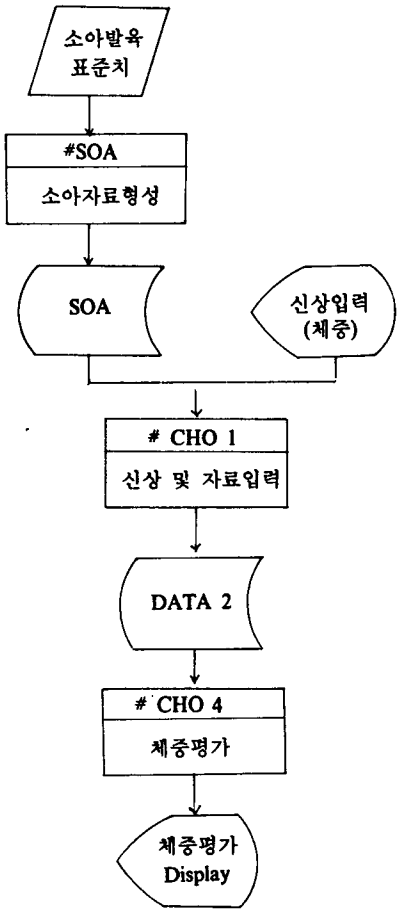 소아발육
표준치
#SOA
소아자료형성
SOA
신상입력
(체중)
# CHO 1
신상 및 자료입력
DATA 2
# CHO 4
체중평가
체중평가
Display